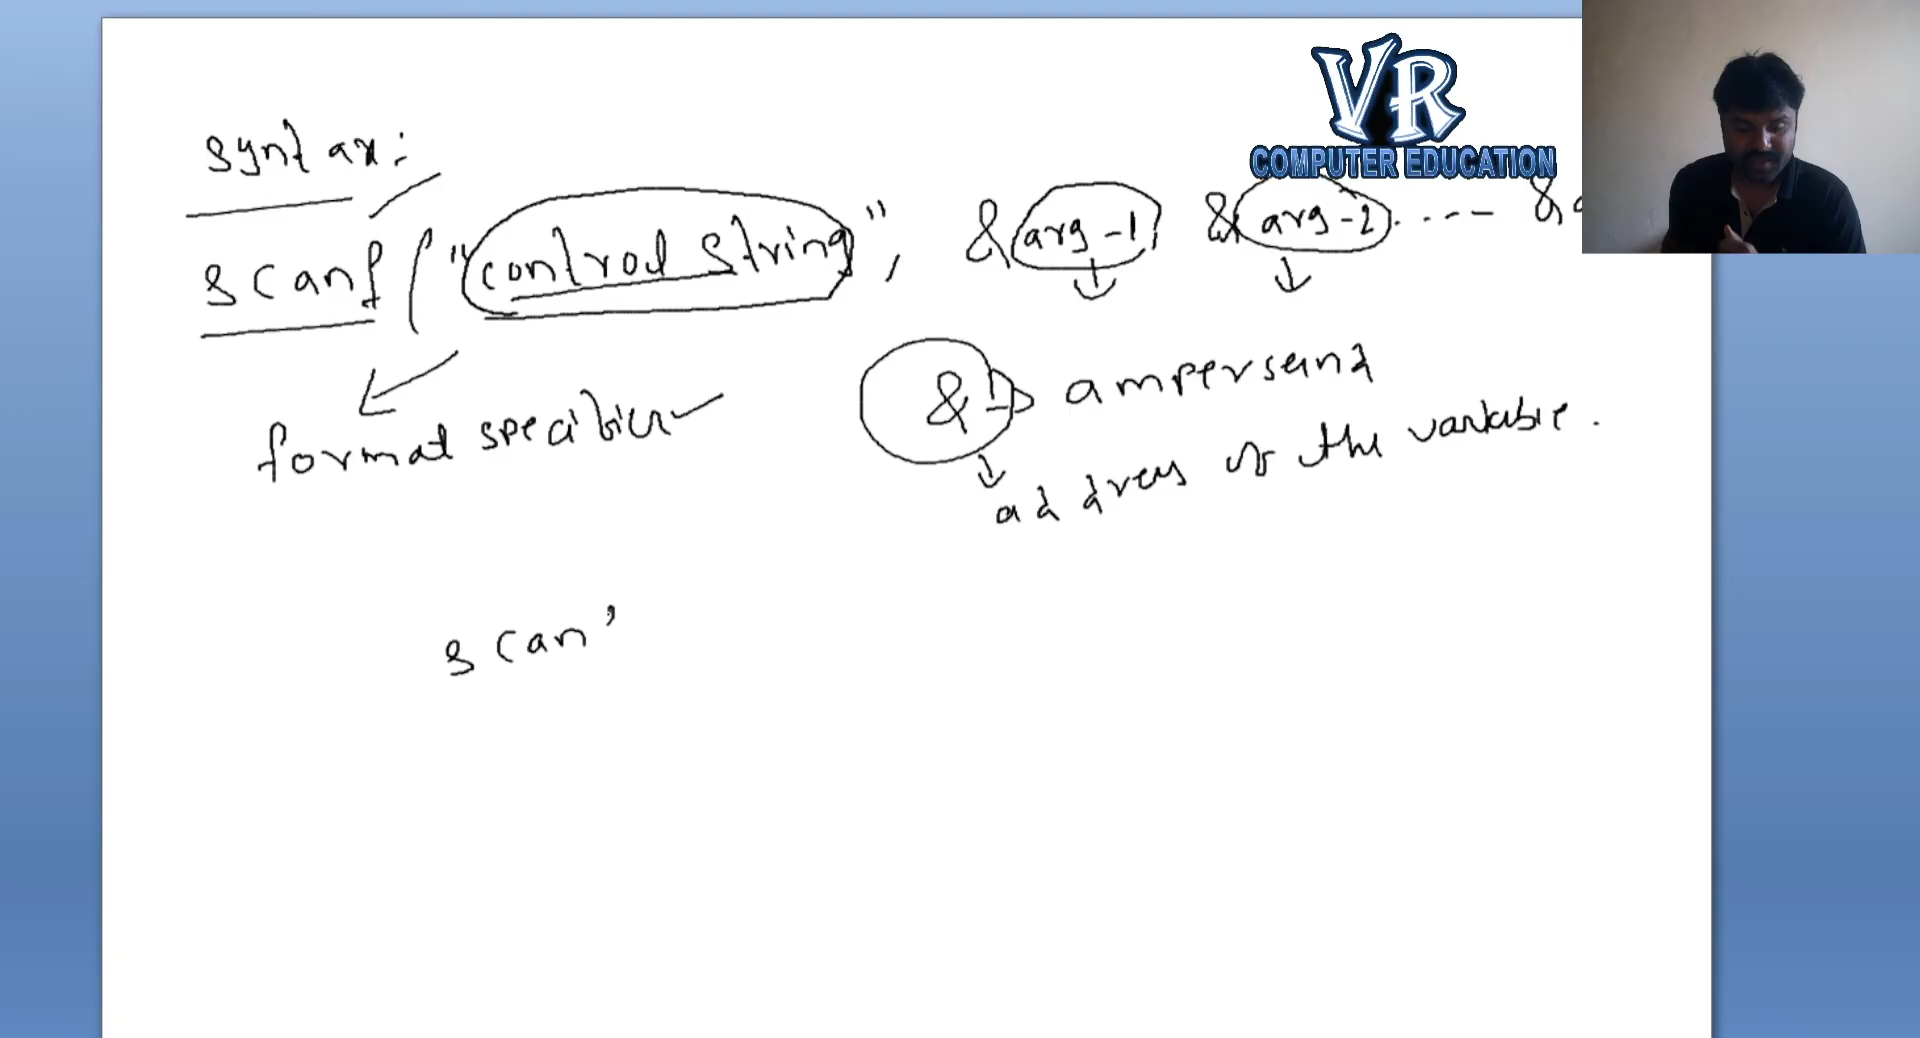 VR
COMPUTER EDUCATION
syntax:
scanf ("control string", &arg-1, &arg-2 .... &
format specifier
& ampersand
address of the variable.
scan